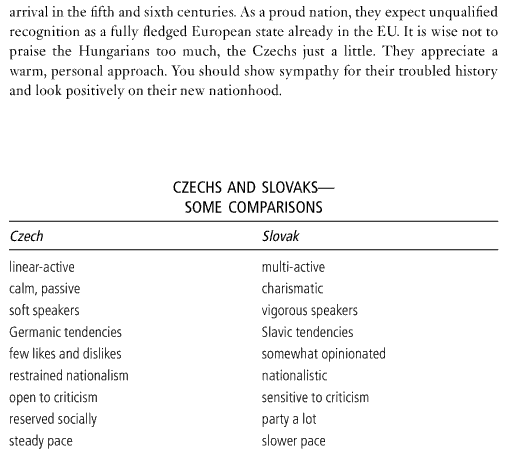 arrival in the fifth and sixth centuries. As a proud nation, they expect unqualified
recognition as a fully fledged European state already in the EU. It is wise not to
praise the Hungarians too much, the Czechs just a little. They appreciate a
warm, personal approach. You should show sympathy for their troubled history
and look positively on their new nationhood.
CZECHS AND SLOVAKS—
SOME COMPARISONS
Czech Slovak
linear-active multi-active
calm, passive charismatic
soft speakers vigorous speakers
Germanic tendencies Slavic tendencies
few likes and dislikes somewhat opinionated
restrained nationalism nationalistic
open to criticism sensitive to criticism
reserved socially party a lot
steady pace slower pace